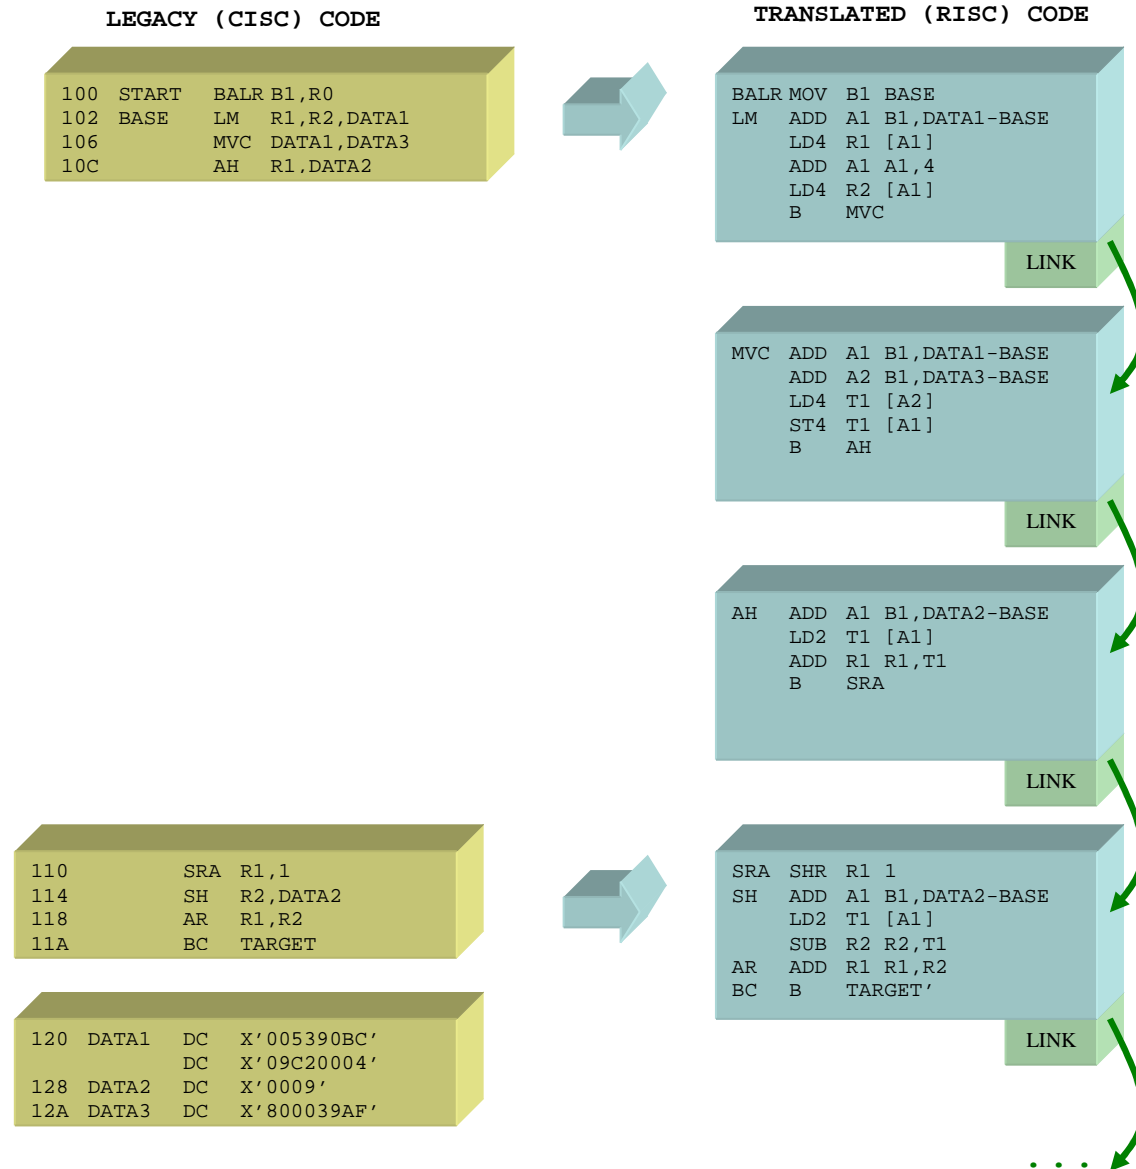 LEGACY (CISC) CODE
TRANSLATED (RISC) CODE
100 START BALR B1,R0
102 BASE LM R1,R2,DATA1
106 MVC DATA1,DATA3
10C AH R1,DATA2
BALR MOV B1 BASE
LM ADD A1 B1,DATA1-BASE
LD4 R1 [A1]
ADD A1 A1,4
LD4 R2 [A1]
B MVC
LINK
MVC ADD A1 B1,DATA1-BASE
ADD A2 B1,DATA3-BASE
LD4 T1 [A2]
ST4 T1 [A1]
B AH
LINK
AH ADD A1 B1,DATA2-BASE
LD2 T1 [A1]
ADD R1 R1,T1
B SRA
LINK
110 SRA R1,1
114 SH R2,DATA2
118 AR R1,R2
11A BC TARGET
SRA SHR R1 1
SH ADD A1 B1,DATA2-BASE
LD2 T1 [A1]
SUB R2 R2,T1
AR ADD R1 R1,R2
BC B TARGET’
LINK
120 DATA1 DC X’005390BC’
DC X’09C20004’
128 DATA2 DC X’0009’
12A DATA3 DC X’800039AF’
. . .